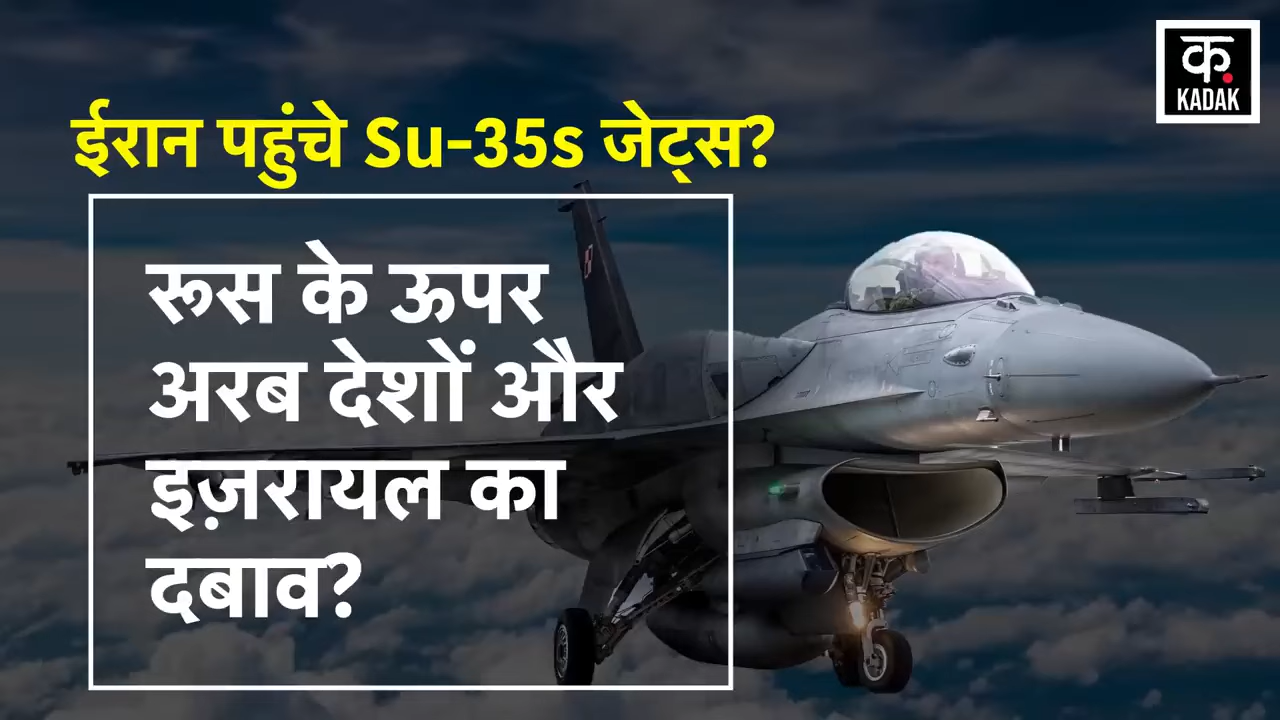 क.
KADAK
ईरान पहुंचे Su-35s जेट्स?
रूस के ऊपर
अरब देशों और
इज़रायल का
दबाव?